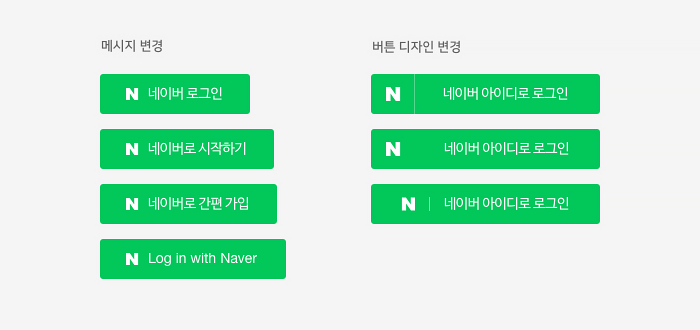 메시지 변경
N 네이버 로그인
N 네이버로 시작하기
N 네이버로 간편 가입
N Log in with Naver
버튼 디자인 변경
N 네이버 아이디로 로그인
N 네이버 아이디로 로그인
N 네이버 아이디로 로그인